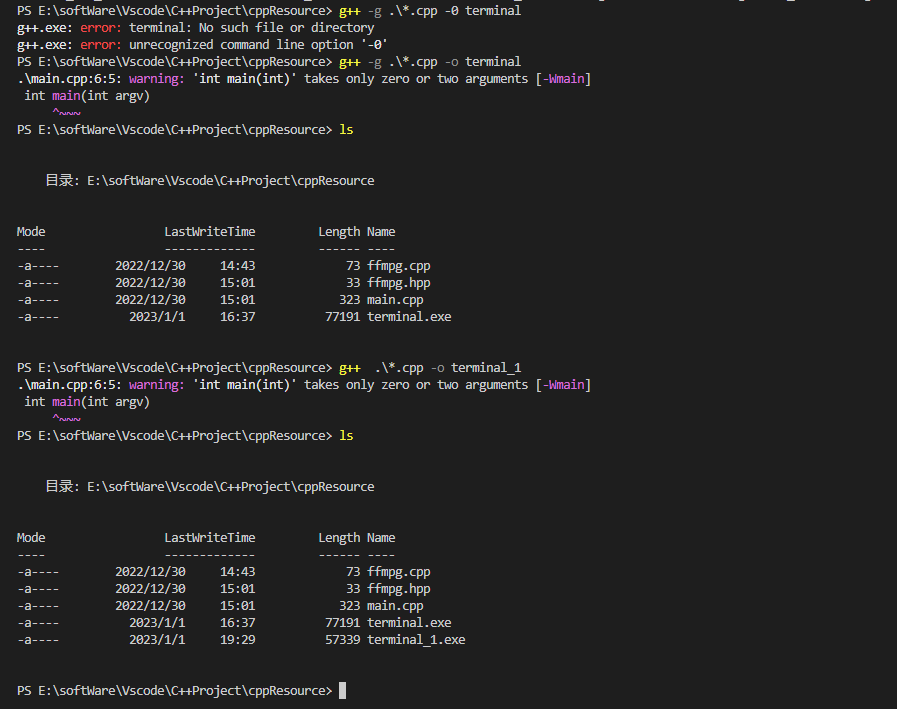 PS E:\softWare\Vscode\C++Project\cppResource> g++ -g .\*.cpp -0 terminal
g++.exe: error: terminal: No such file or directory
g++.exe: error: unrecognized command line option '-0'
PS E:\softWare\Vscode\C++Project\cppResource> g++ -g .\*.cpp -o terminal
.\main.cpp:6:5: warning: 'int main(int)' takes only zero or two arguments [-Wmain]
 int main(int argv)
     ^~~~
PS E:\softWare\Vscode\C++Project\cppResource> ls
    目录: E:\softWare\Vscode\C++Project\cppResource
Mode                 LastWriteTime         Length Name
----                 -------------         ------ ----
-a----        2022/12/30     14:43             73 ffmpg.cpp
-a----        2022/12/30     15:01             33 ffmpg.hpp
-a----        2022/12/30     15:01            323 main.cpp
-a----          2023/1/1     16:37          77191 terminal.exe
PS E:\softWare\Vscode\C++Project\cppResource> g++  .\*.cpp -o terminal_1
.\main.cpp:6:5: warning: 'int main(int)' takes only zero or two arguments [-Wmain]
 int main(int argv)
     ^~~~
PS E:\softWare\Vscode\C++Project\cppResource> ls
    目录: E:\softWare\Vscode\C++Project\cppResource
Mode                 LastWriteTime         Length Name
----                 -------------         ------ ----
-a----        2022/12/30     14:43             73 ffmpg.cpp
-a----        2022/12/30     15:01             33 ffmpg.hpp
-a----        2022/12/30     15:01            323 main.cpp
-a----          2023/1/1     16:37          77191 terminal.exe
-a----          2023/1/1     19:29          57339 terminal_1.exe
PS E:\softWare\Vscode\C++Project\cppResource>